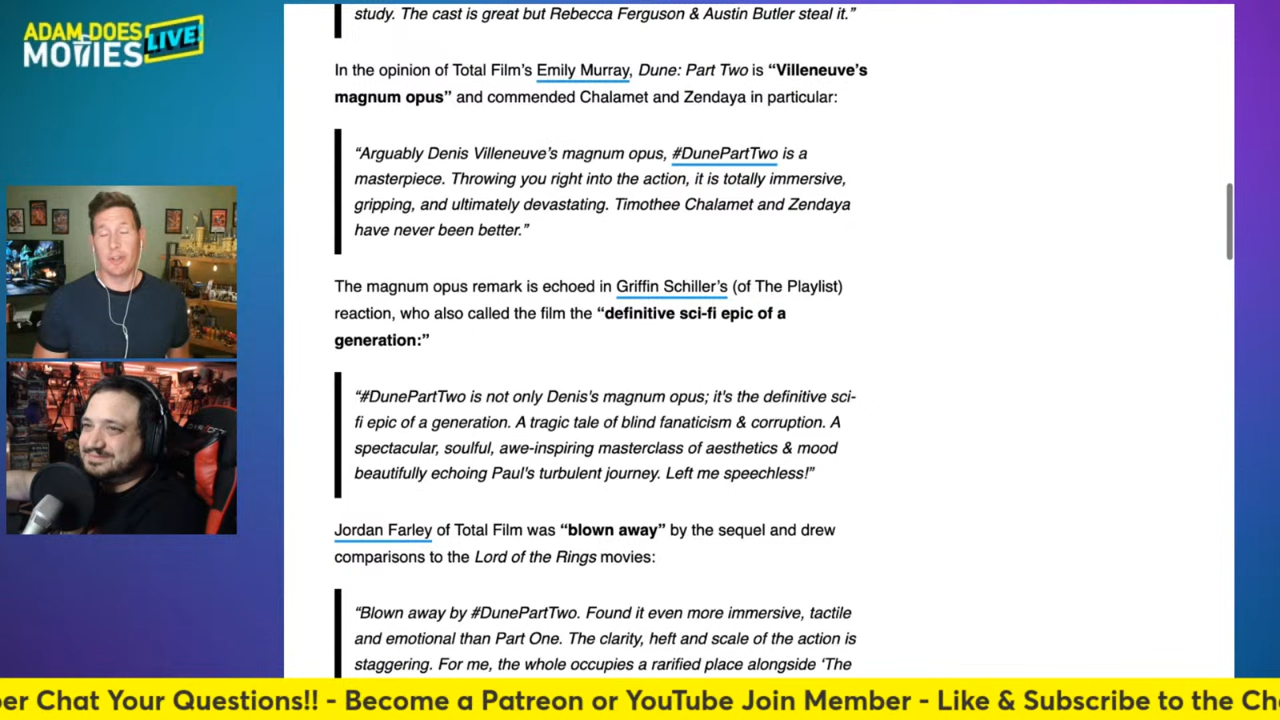 ADAM DOES
MOVIES
LIVE!
study. The cast is great but Rebecca Ferguson & Austin Butler steal it.”
In the opinion of Total Film’s Emily Murray, Dune: Part Two is “Villeneuve’s
magnum opus” and commended Chalamet and Zendaya in particular:
“Arguably Denis Villeneuve’s magnum opus, #DunePartTwo is a
masterpiece. Throwing you right into the action, it is totally immersive,
gripping, and ultimately devastating. Timothee Chalamet and Zendaya
have never been better.”
The magnum opus remark is echoed in Griffin Schiller’s (of The Playlist)
reaction, who also called the film the “definitive sci-fi epic of a
generation:”
“#DunePartTwo is not only Denis's magnum opus; it's the definitive sci-
fi epic of a generation. A tragic tale of blind fanaticism & corruption. A
spectacular, soulful, awe-inspiring masterclass of aesthetics & mood
beautifully echoing Paul's turbulent journey. Left me speechless!”
Jordan Farley of Total Film was “blown away” by the sequel and drew
comparisons to the Lord of the Rings movies:
“Blown away by #DunePartTwo. Found it even more immersive, tactile
and emotional than Part One. The clarity, heft and scale of the action is
staggering. For me, the whole occupies a rarified place alongside ‘The
per Chat Your Questions!! - Become a Patreon or YouTube Join Member - Like & Subscribe to the Cha